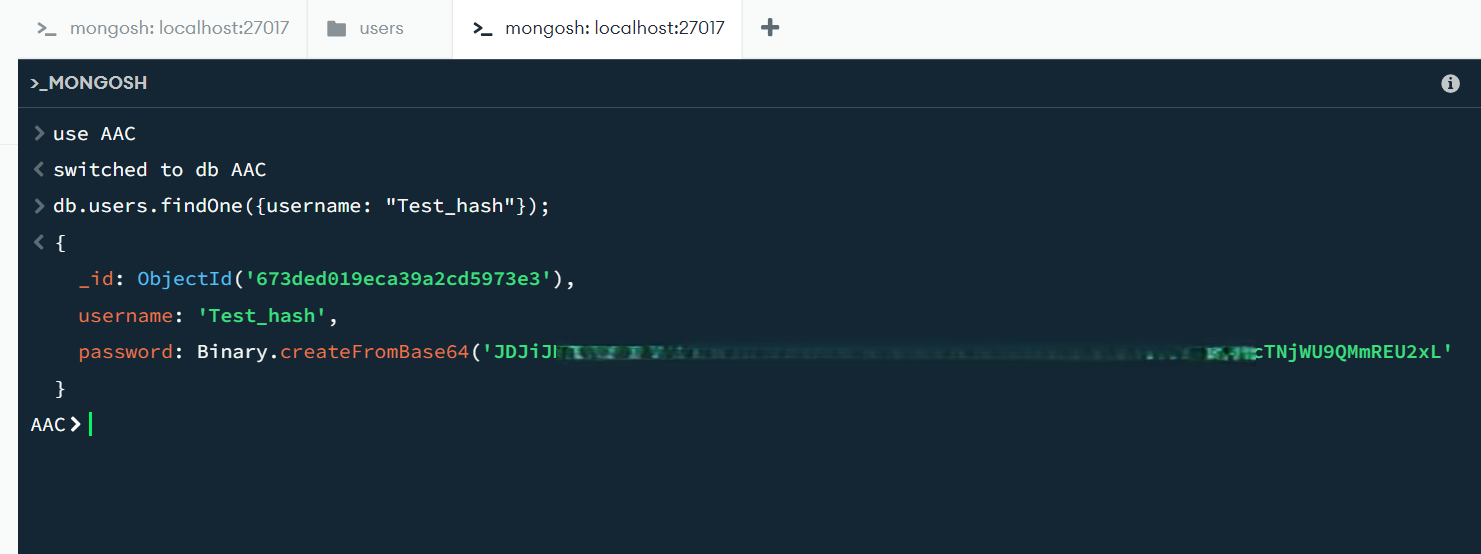 mongosh: localhost:27017
users
mongosh: localhost:27017
>_MONGOSH
use AAC
switched to db AAC
db.users.findOne({username: "Test_hash"});
{
_id: ObjectId('673ded019eca39a2cd5973e3'),
username: 'Test_hash',
password: Binary.createFromBase64('JDJiJ cTNjWU9QMmREU2xL'
}
AAC>